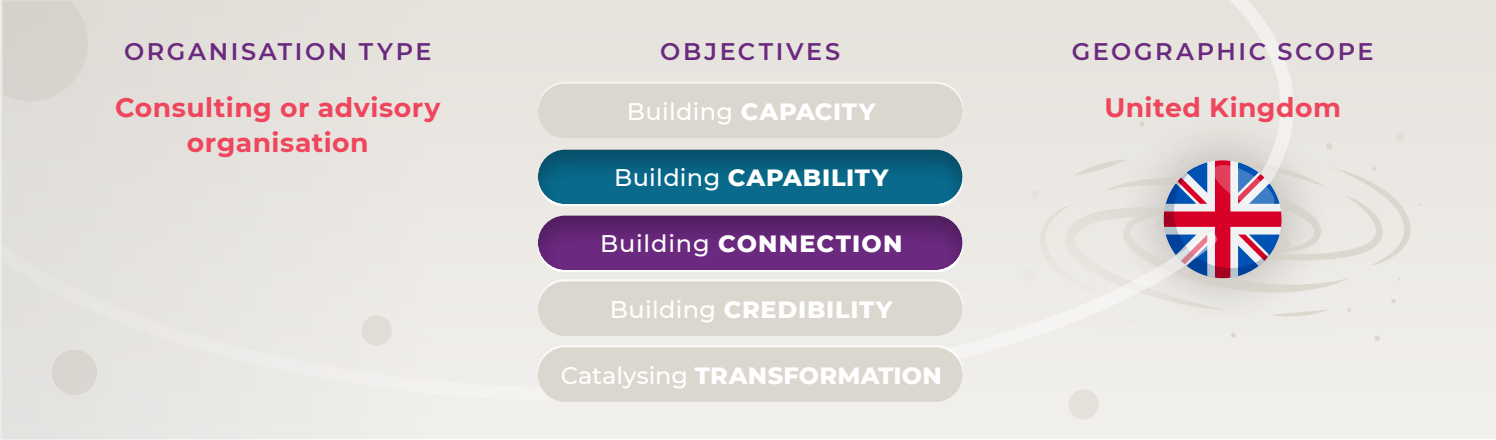 ORGANISATION TYPE
Consulting or advisory
organisation
OBJECTIVES
Building CAPACITY
Building CAPABILITY
Building CONNECTION
Building CREDIBILITY
Catalysing TRANSFORMATION
GEOGRAPHIC SCOPE
United Kingdom